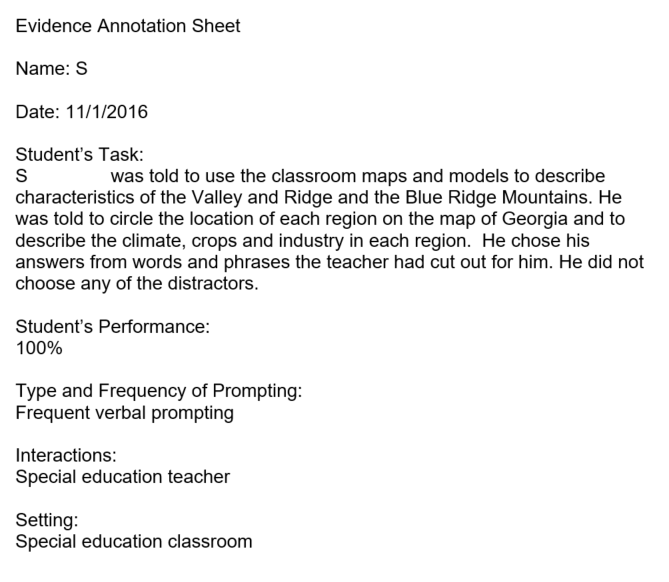 Evidence Annotation Sheet
Name: S
Date: 11/1/2016
Student’s Task:
S was told to use the classroom maps and models to describe
characteristics of the Valley and Ridge and the Blue Ridge Mountains. He
was told to circle the location of each region on the map of Georgia and to
describe the climate, crops and industry in each region.  He chose his
answers from words and phrases the teacher had cut out for him. He did not
choose any of the distractors.
Student’s Performance:
100%
Type and Frequency of Prompting:
Frequent verbal prompting
Interactions:
Special education teacher
Setting:
Special education classroom